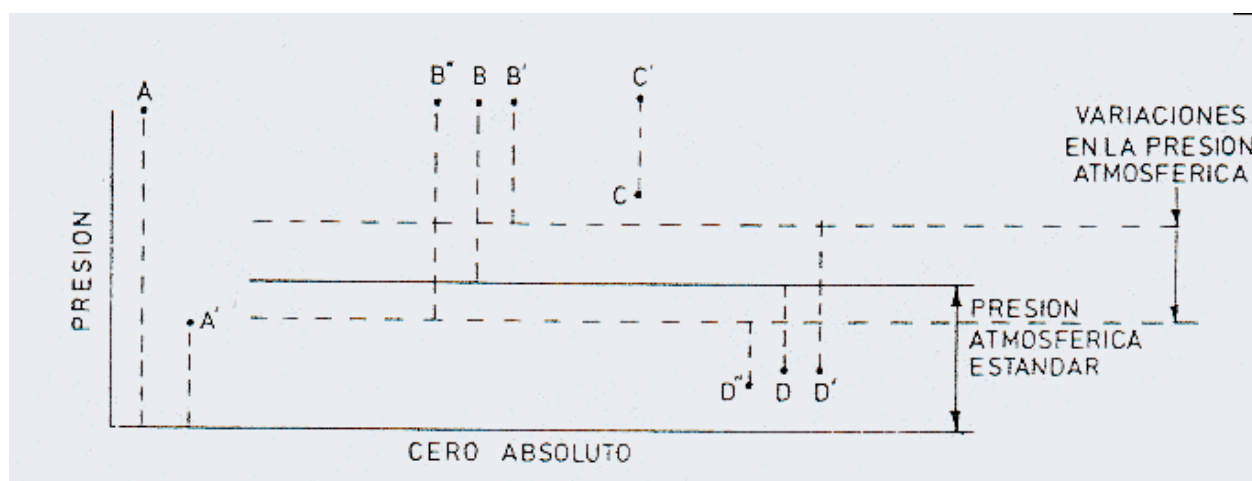 A
B" B B' C'
VARIACIONES
EN LA PRESION
ATMOSFERICA
C
PRESION
A'
PRESION
ATMOSFERICA
ESTANDAR
D" D D'
CERO ABSOLUTO